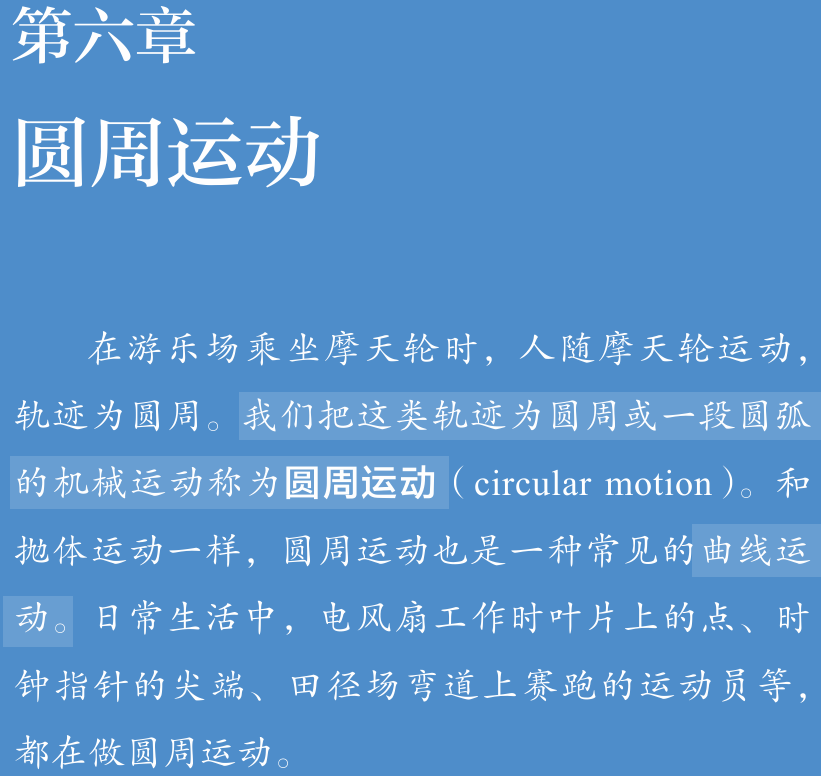 第六章
圆周运动
在游乐场乘坐摩天轮时，人随摩天轮运动，
轨迹为圆周。我们把这类轨迹为圆周或一段圆弧
的机械运动称为圆周运动（circular motion）。和
抛体运动一样，圆周运动也是一种常见的曲线运
动。日常生活中，电风扇工作时叶片上的点、时
钟指针的尖端、田径场弯道上赛跑的运动员等，
都在做圆周运动。